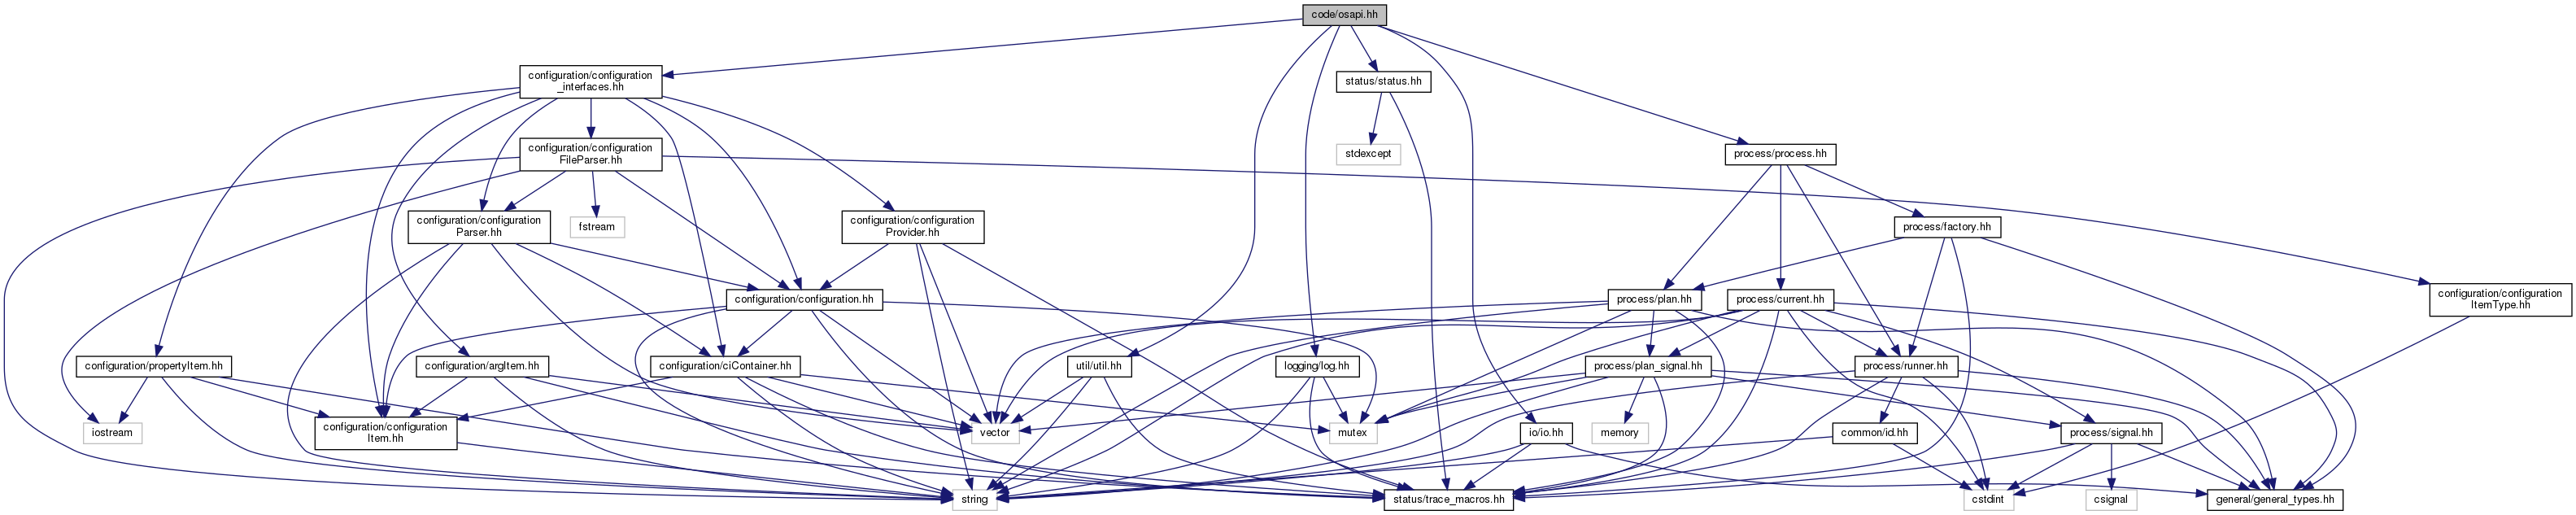 code/osapi.hh
configuration/configuration
_interfaces.hh
status/status.hh
configuration/configuration
FileParser.hh
stdexcept
process/process.hh
configuration/configuration
Parser.hh
fstream
configuration/configuration
Provider.hh
process/factory.hh
configuration/configuration.hh
process/plan.hh
process/current.hh
configuration/configuration
ItemType.hh
configuration/propertyItem.hh
configuration/argItem.hh
configuration/ciContainer.hh
util/util.hh
logging/log.hh
process/plan_signal.hh
process/runner.hh
iostream
configuration/configuration
Item.hh
vector
mutex
io/io.hh
memory
common/id.hh
process/signal.hh
string
status/trace_macros.hh
cstdint
csignal
general/general_types.hh